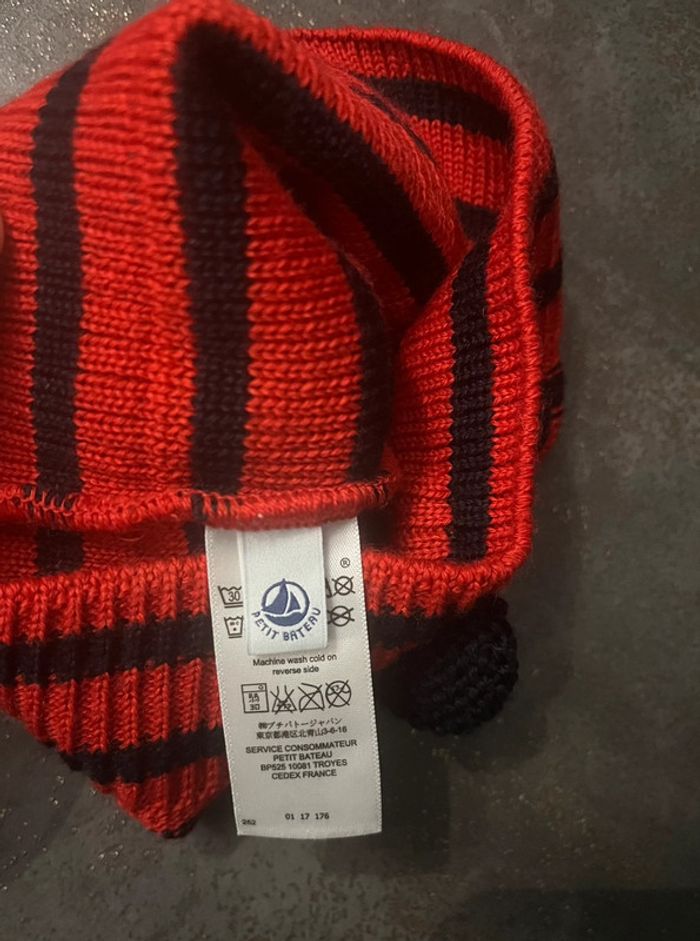 ®
30
PETIT BATEAU
Machine wash cold on
reverse side
30
㈱プチバトー・ジャパン
東京都港区北青山3-6-16
SERVICE CONSOMMATEUR
PETIT BATEAU
BP525 10081 TROYES
CEDEX FRANCE
252 01 17 176